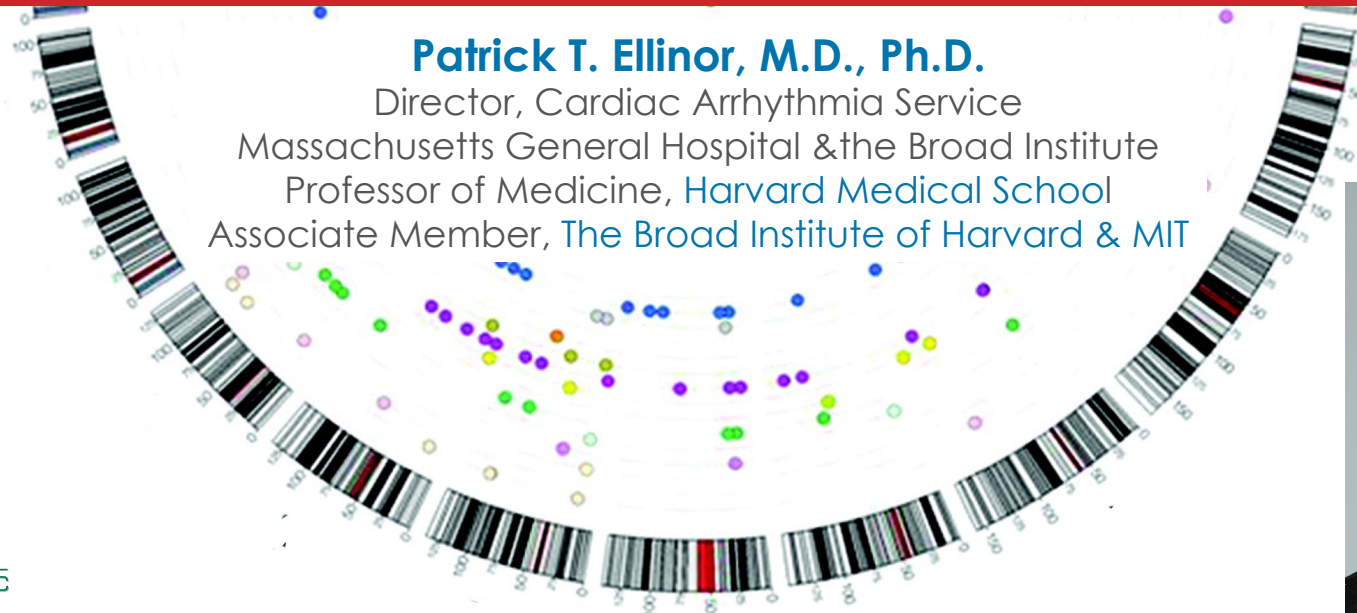 Patrick T. Ellinor, M.D., Ph.D.
Director, Cardiac Arrhythmia Service
Massachusetts General Hospital &the Broad Institute
Professor of Medicine, Harvard Medical School
Associate Member, The Broad Institute of Harvard & MIT